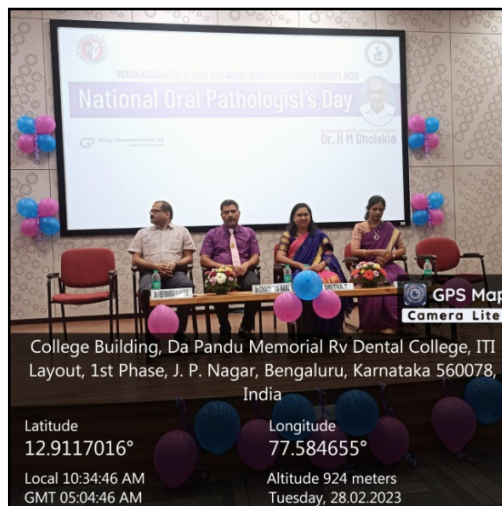 National Oral Pathologist's Day
Dr. H M Dholakia
GPS Map
Camera Lite
College Building, Da Pandu Memorial Rv Dental College, ITI
Layout, 1st Phase, J. P. Nagar, Bengaluru, Karnataka 560078,
India
Latitude
12.9117016°
Longitude
77.584655°
Local 10:34:46 AM
GMT 05:04:46 AM
Altitude 924 meters
Tuesday, 28.02.2023